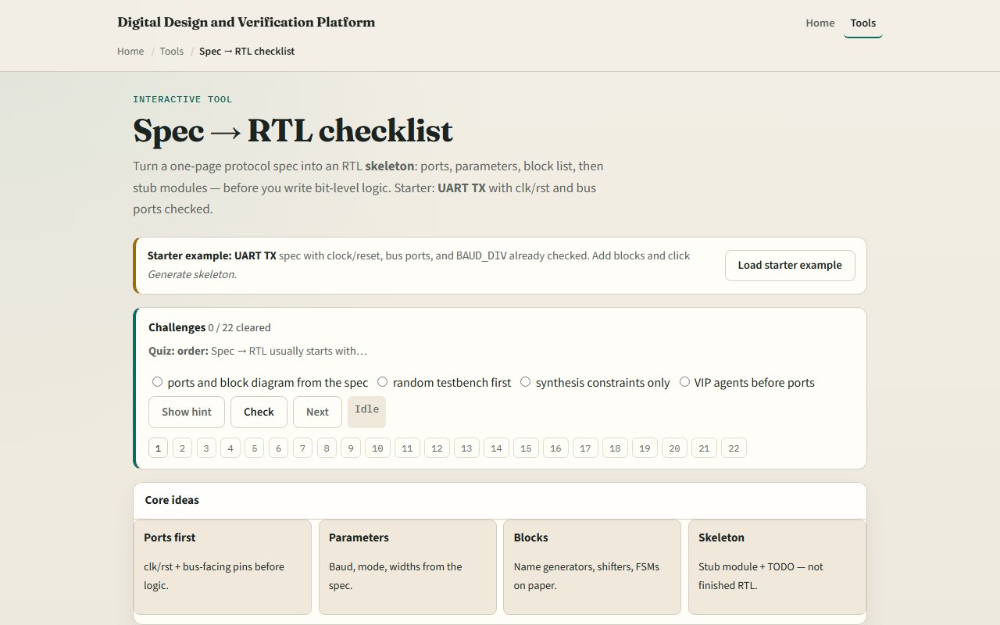 Digital Design and Verification Platform
Home
Tools
Home / Tools / Spec → RTL checklist
INTERACTIVE TOOL
Spec → RTL checklist
Turn a one-page protocol spec into an RTL skeleton: ports, parameters, block list, then
stub modules — before you write bit-level logic. Starter: UART TX with clk/rst and bus
ports checked.
Starter example: UART TX spec with clock/reset, bus ports, and BAUD_DIV already checked. Add blocks and click
Generate skeleton.
Load starter example
Challenges 0 / 22 cleared
Quiz: order: Spec → RTL usually starts with…
ports and block diagram from the spec random testbench first synthesis constraints only VIP agents before ports
Show hint Check Next Idle
1 2 3 4 5 6 7 8 9 10 11 12 13 14 15 16 17 18 19 20 21 22
Core ideas
Ports first
clk/rst + bus-facing pins before
logic.
Parameters
Baud, mode, widths from the
spec.
Blocks
Name generators, shifters, FSMs
on paper.
Skeleton
Stub module + TODO — not
finished RTL.